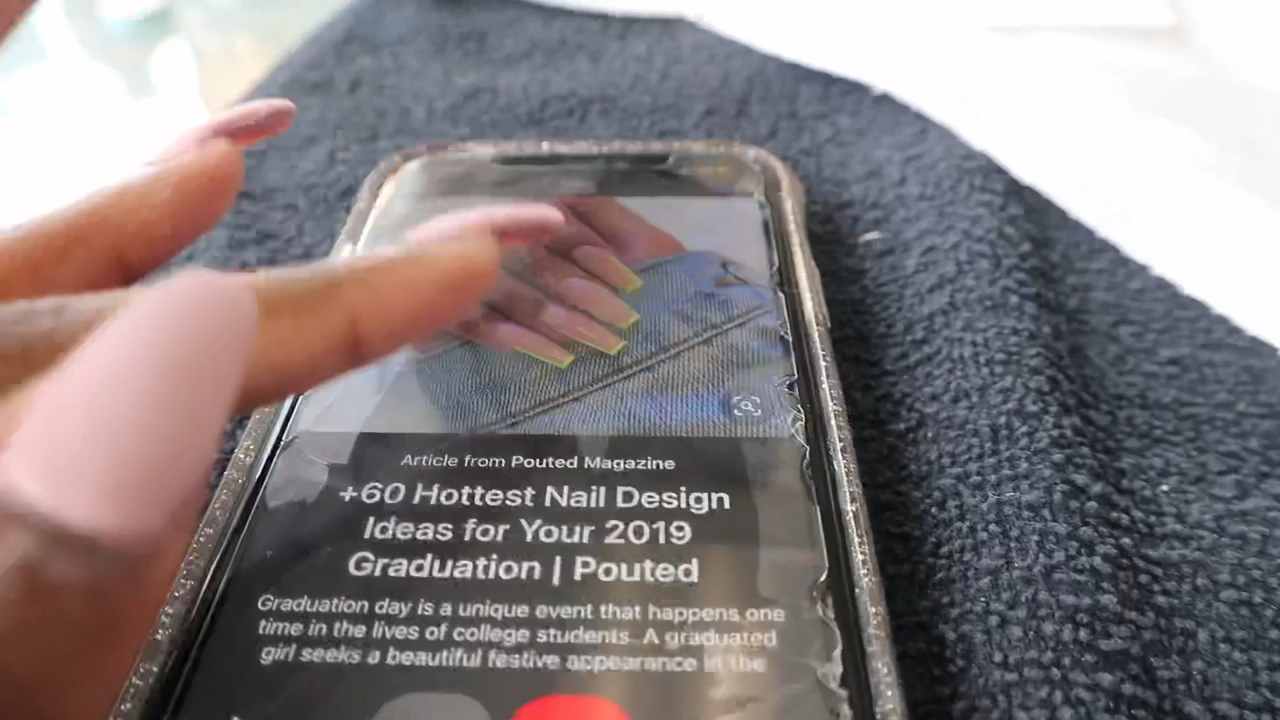 Article from Pouted Magazine
+60 Hottest Nail Design
Ideas for Your 2019
Graduation | Pouted
Graduation day is a unique event that happens one
time in the lives of college students. A graduated
girl seeks a beautiful festive appearance in the